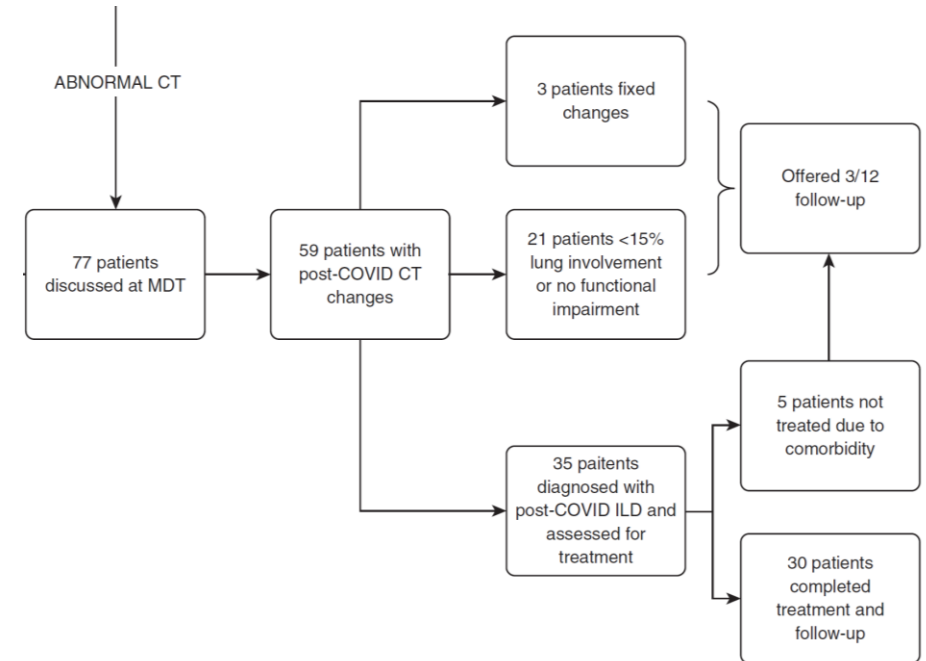 ABNORMAL CT
77 patients
discussed at MDT
59 patients with
post-COVID CT
changes
3 patients fixed
changes
21 patients <15%
lung involvement
or no functional
impairment
Offered 3/12
follow-up
35 paitents
diagnosed with
post-COVID ILD and
assessed for
treatment
5 patients not
treated due to
comorbidity
30 patients
completed
treatment and
follow-up